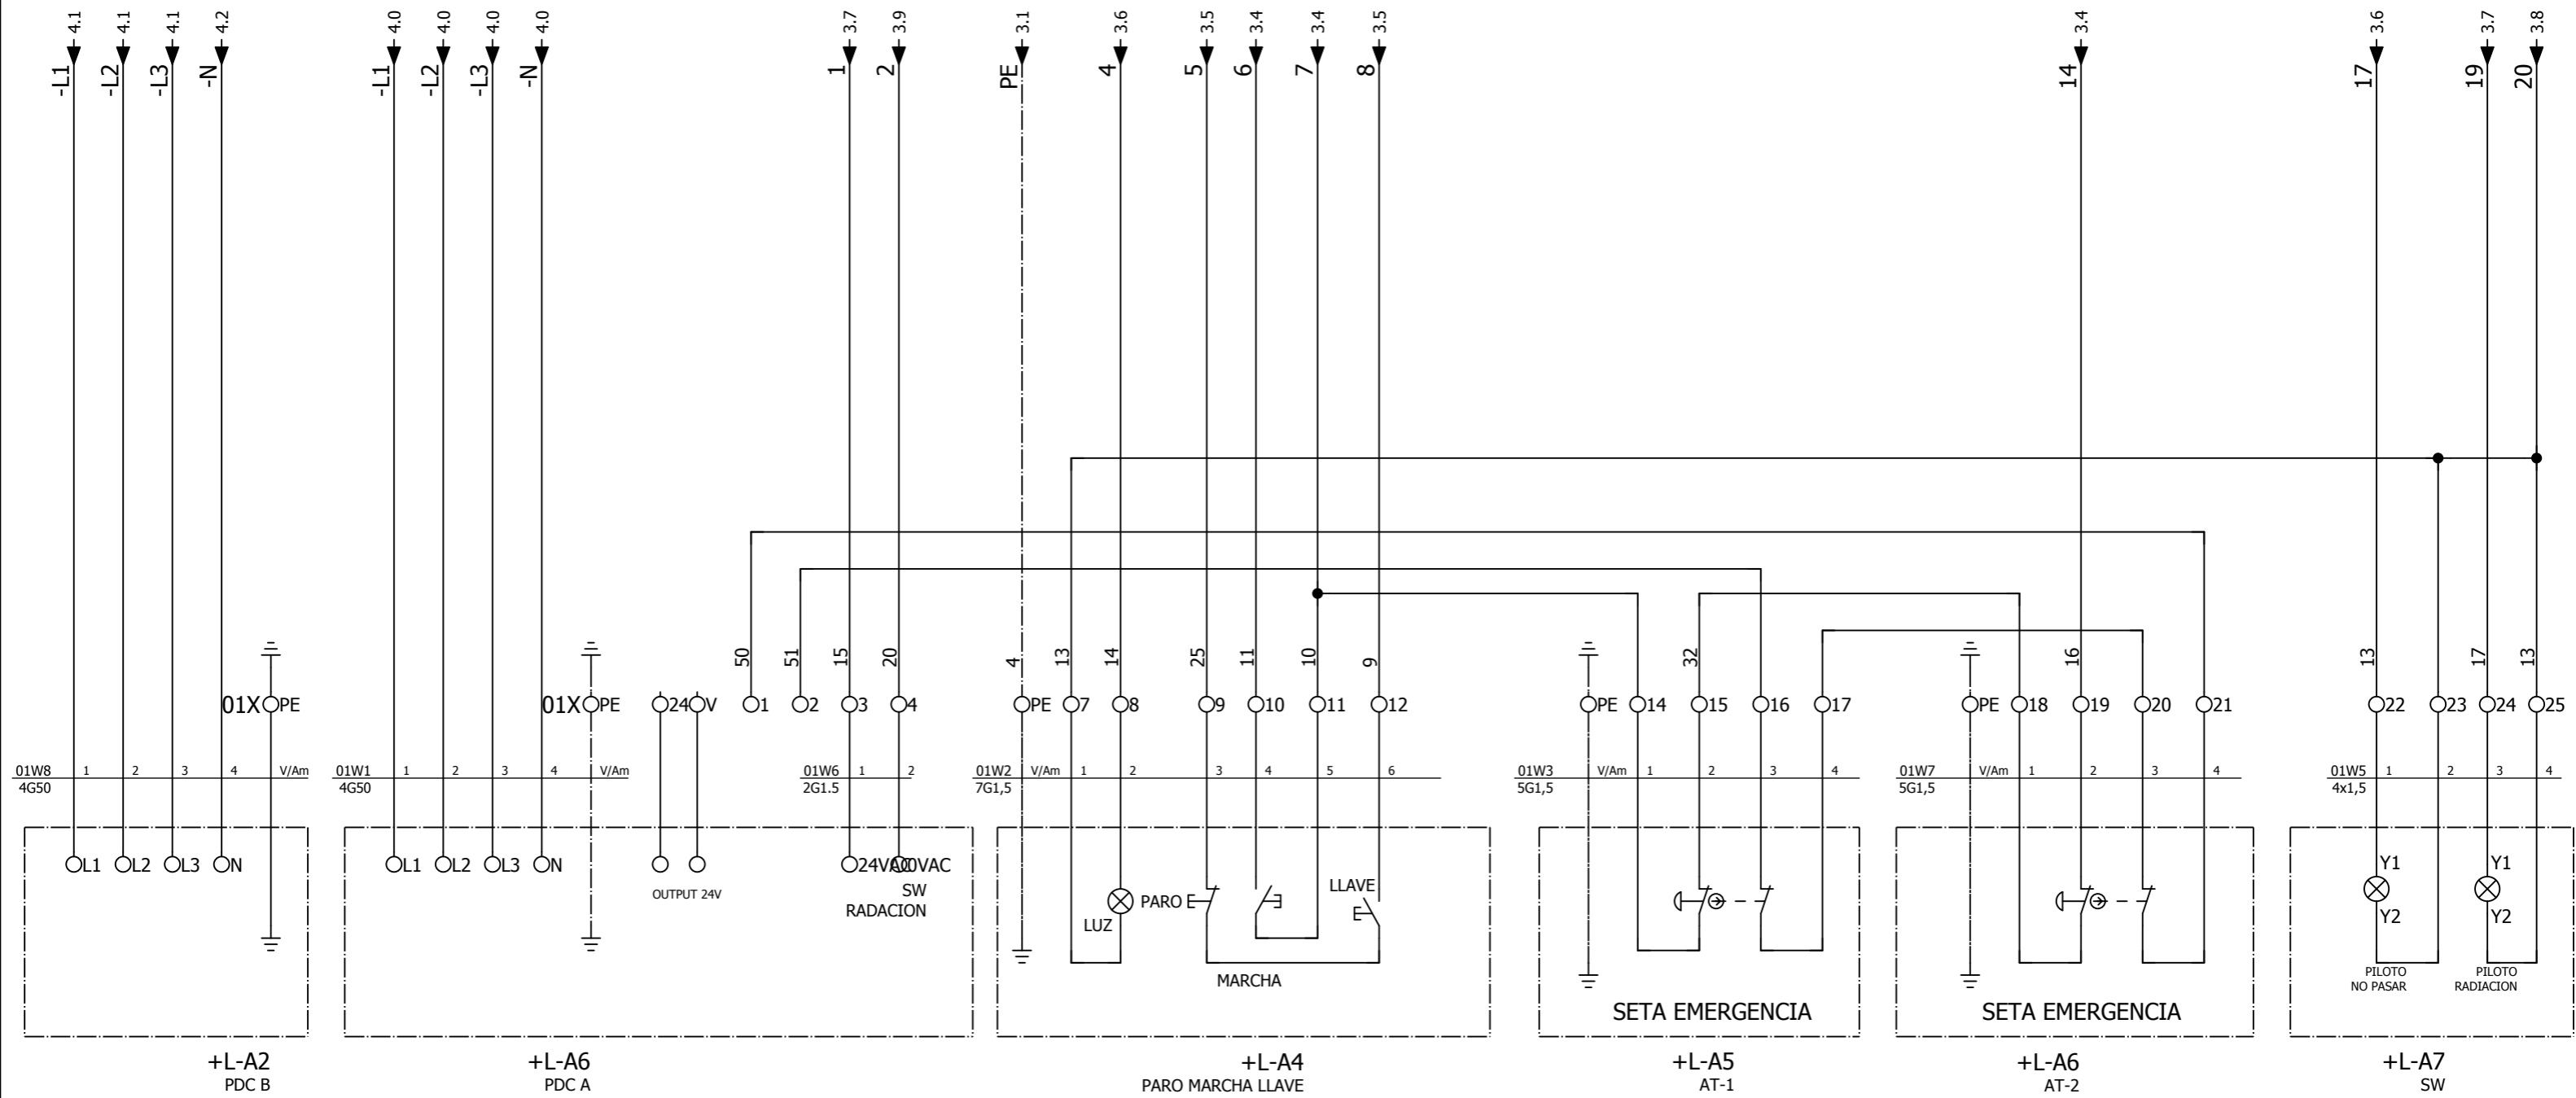 4.1 4.1 4.1 4.2 4.0 4.0 4.0 4.0 3.7 3.9 3.1 3.6 3.5 3.4 3.4 3.5 3.4 3.6 3.7 3.8
-L1 -L2 -L3 -N -L1 -L2 -L3 -N 1 2 PE 4 5 6 7 8 14 17 19 20
50 51 15 20 4 13 14 25 11 10 9 32 16 13 17 13
01X PE 01X PE 24 V 1 2 3 4 PE 7 8 9 10 11 12 PE 14 15 16 17 PE 18 19 20 21 22 23 24 25
01W8 1 2 3 4 V/Am 01W1 1 2 3 4 V/Am 01W6 1 2 01W2 V/Am 1 2 3 4 5 6 01W3 V/Am 1 2 3 4 01W7 V/Am 1 2 3 4 01W5 1 2 3 4
4G50 4G50 2G1.5 7G1,5 5G1,5 5G1,5 4x1,5
L1 L2 L3 N L1 L2 L3 N 24VAC 0VAC Y1 Y1
OUTPUT 24V SW LLAVE
RADACION PARO
LUZ Y2 Y2
MARCHA PILOTO PILOTO
NO PASAR RADIACION
SETA EMERGENCIA SETA EMERGENCIA
+L-A2 +L-A6 +L-A4 +L-A5 +L-A6 +L-A7
PDC B PDC A PARO MARCHA LLAVE AT-1 AT-2 SW